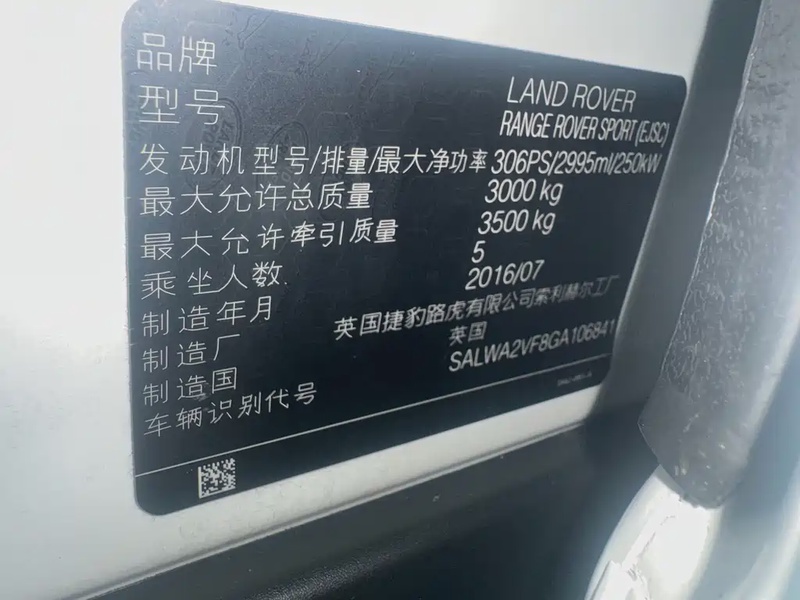 品牌 LAND ROVER
型号 RANGE ROVER SPORT (EJSC)
发动机型号/排量/最大净功率 306PS/2995ml/250kW
最大允许总质量 3000 kg
最大允许牵引质量 3500 kg
乘坐人数 5
制造年月 2016/07
制造厂 英国捷豹路虎有限公司索利赫尔工厂
制造国 英国
车辆识别代号 SALWA2VF8GA106841